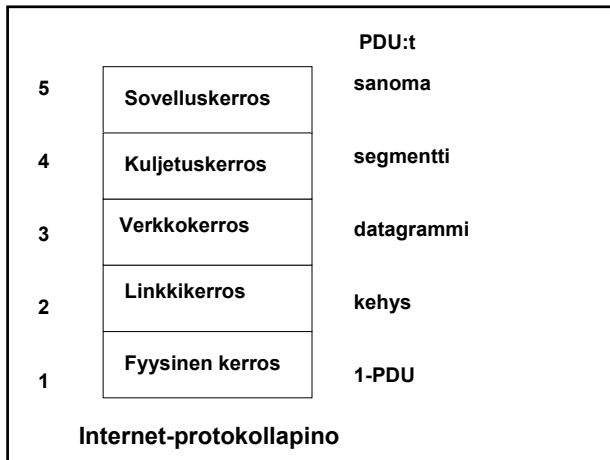 PDU:t
5 Sovelluskerros sanoma
4 Kuljetuskerros segmentti
3 Verkkokerros datagrammi
2 Linkkikerros kehys
1 Fyysinen kerros 1-PDU
Internet-protokollapino